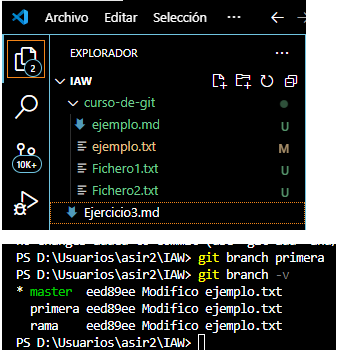 Archivo Editar Selección ...
EXPLORADOR ...
2
IAW
curso-de-git
ejemplo.md U
ejemplo.txt M
10K+
Fichero1.txt U
Fichero2.txt U
Ejercicio3.md
PS D:\Usuarios\asir2\IAW> git branch primera
PS D:\Usuarios\asir2\IAW> git branch -v
* master eed89ee Modifico ejemplo.txt
primera eed89ee Modifico ejemplo.txt
rama eed89ee Modifico ejemplo.txt
PS D:\Usuarios\asir2\IAW>